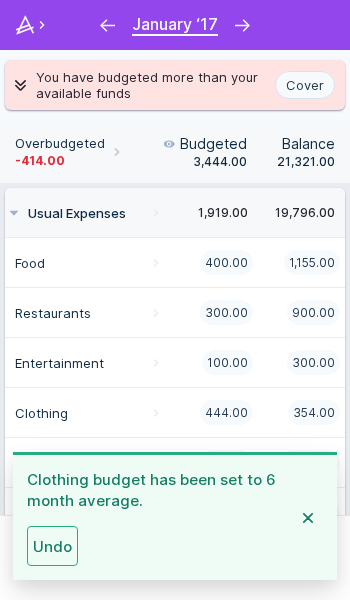 January ‘17
You have budgeted more than your
available funds
Cover
Overbudgeted
-414.00
Budgeted
3,444.00
Balance
21,321.00
Usual Expenses 1,919.00 19,796.00
Food 400.00 1,155.00
Restaurants 300.00 900.00
Entertainment 100.00 300.00
Clothing 444.00 354.00
Clothing budget has been set to 6
month average.
Undo